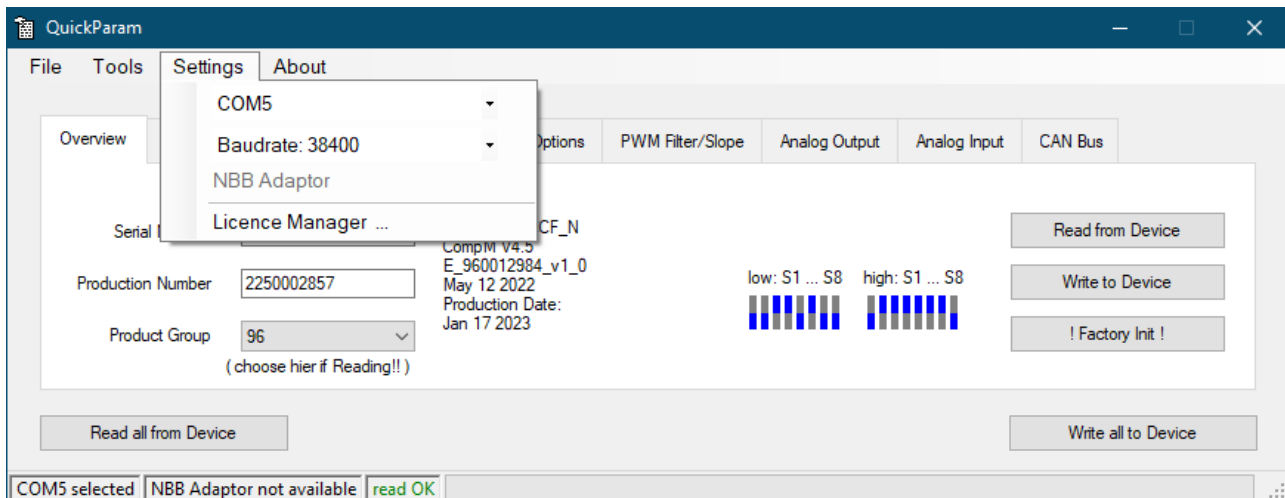 QuickParam
File Tools Settings About
COM5
Baudrate: 38400
NBB Adaptor
Licence Manager ...
Overview PWM Filter/Slope Analog Output Analog Input CAN Bus
Serial
CF_N
CompM V4.5
E_960012984_v1_0
May 12 2022
Production Date:
Jan 17 2023
Production Number 2250002857
Product Group 96
( choose hier if Reading!! )
low: S1 ... S8 high: S1 ... S8
Read from Device
Write to Device
! Factory Init !
Read all from Device
Write all to Device
COM5 selected NBB Adaptor not available read OK